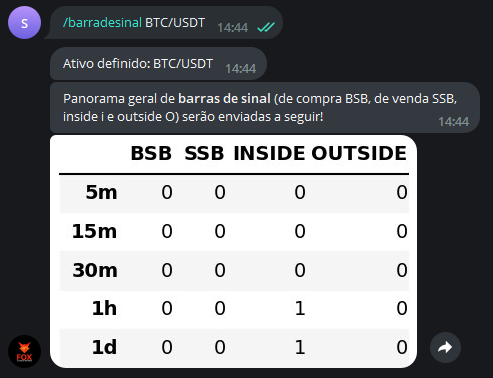 S
/barradesinal BTC/USDT 14:44
Ativo definido: BTC/USDT 14:44
Panorama geral de barras de sinal (de compra BSB, de venda SSB,
inside i e outside O) serão enviadas a seguir!
14:44
BSB SSB INSIDE OUTSIDE
5m 0 0 0 0
15m 0 0 0 0
30m 0 0 0 0
1h 0 0 1 0
1d 0 0 1 0
FOX